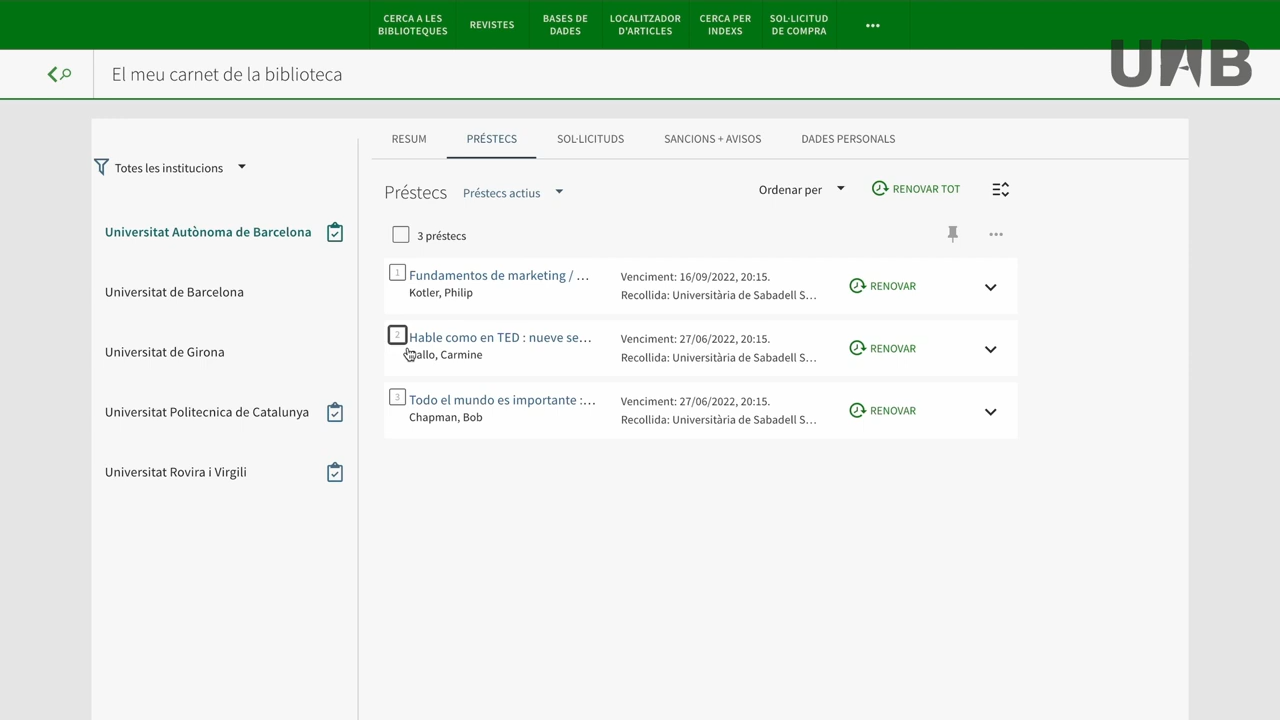 CERCA A LES
BIBLIOTEQUES
REVISTES
BASES DE
DADES
LOCALITZADOR
D'ARTICLES
CERCA PER
INDEXS
SOL·LICITUD
DE COMPRA
UAB
El meu carnet de la biblioteca
Totes les institucions
Universitat Autònoma de Barcelona
Universitat de Barcelona
Universitat de Girona
Universitat Politecnica de Catalunya
Universitat Rovira i Virgili
RESUM
PRÉSTECS
SOL·LICITUDS
SANCIONS + AVISOS
DADES PERSONALS
Préstecs
Préstecs actius
Ordenar per
RENOVAR TOT
3 préstecs
1
Fundamentos de marketing / ...
Kotler, Philip
Venciment: 16/09/2022, 20:15.
Recollida: Universitària de Sabadell S...
RENOVAR
2
Hable como en TED : nueve se...
Gallo, Carmine
Venciment: 27/06/2022, 20:15.
Recollida: Universitària de Sabadell S...
RENOVAR
3
Todo el mundo es importante :...
Chapman, Bob
Venciment: 27/06/2022, 20:15.
Recollida: Universitària de Sabadell S...
RENOVAR